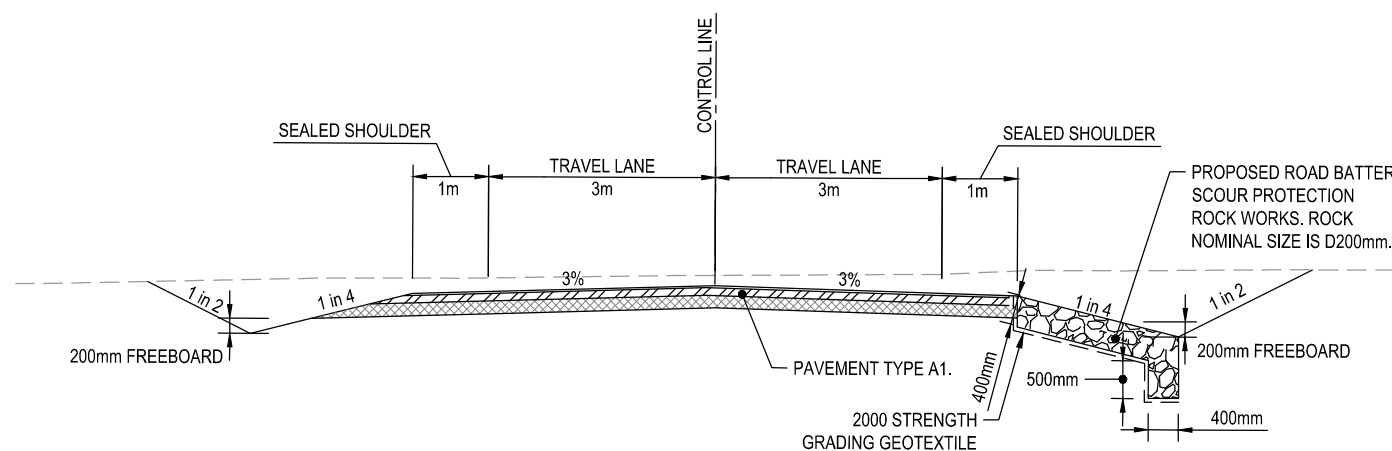 CONTROL LINE
SEALED SHOULDER
SEALED SHOULDER
TRAVEL LANE
TRAVEL LANE
1m
3m
3m
1m
PROPOSED ROAD BATTER
SCOUR PROTECTION
ROCK WORKS. ROCK
NOMINAL SIZE IS D200mm.
3%
3%
1 in 2
1 in 4
1 in 4
1 in 2
200mm FREEBOARD
200mm FREEBOARD
PAVEMENT TYPE A1.
400mm
500mm
2000 STRENGTH
GRADING GEOTEXTILE
400mm